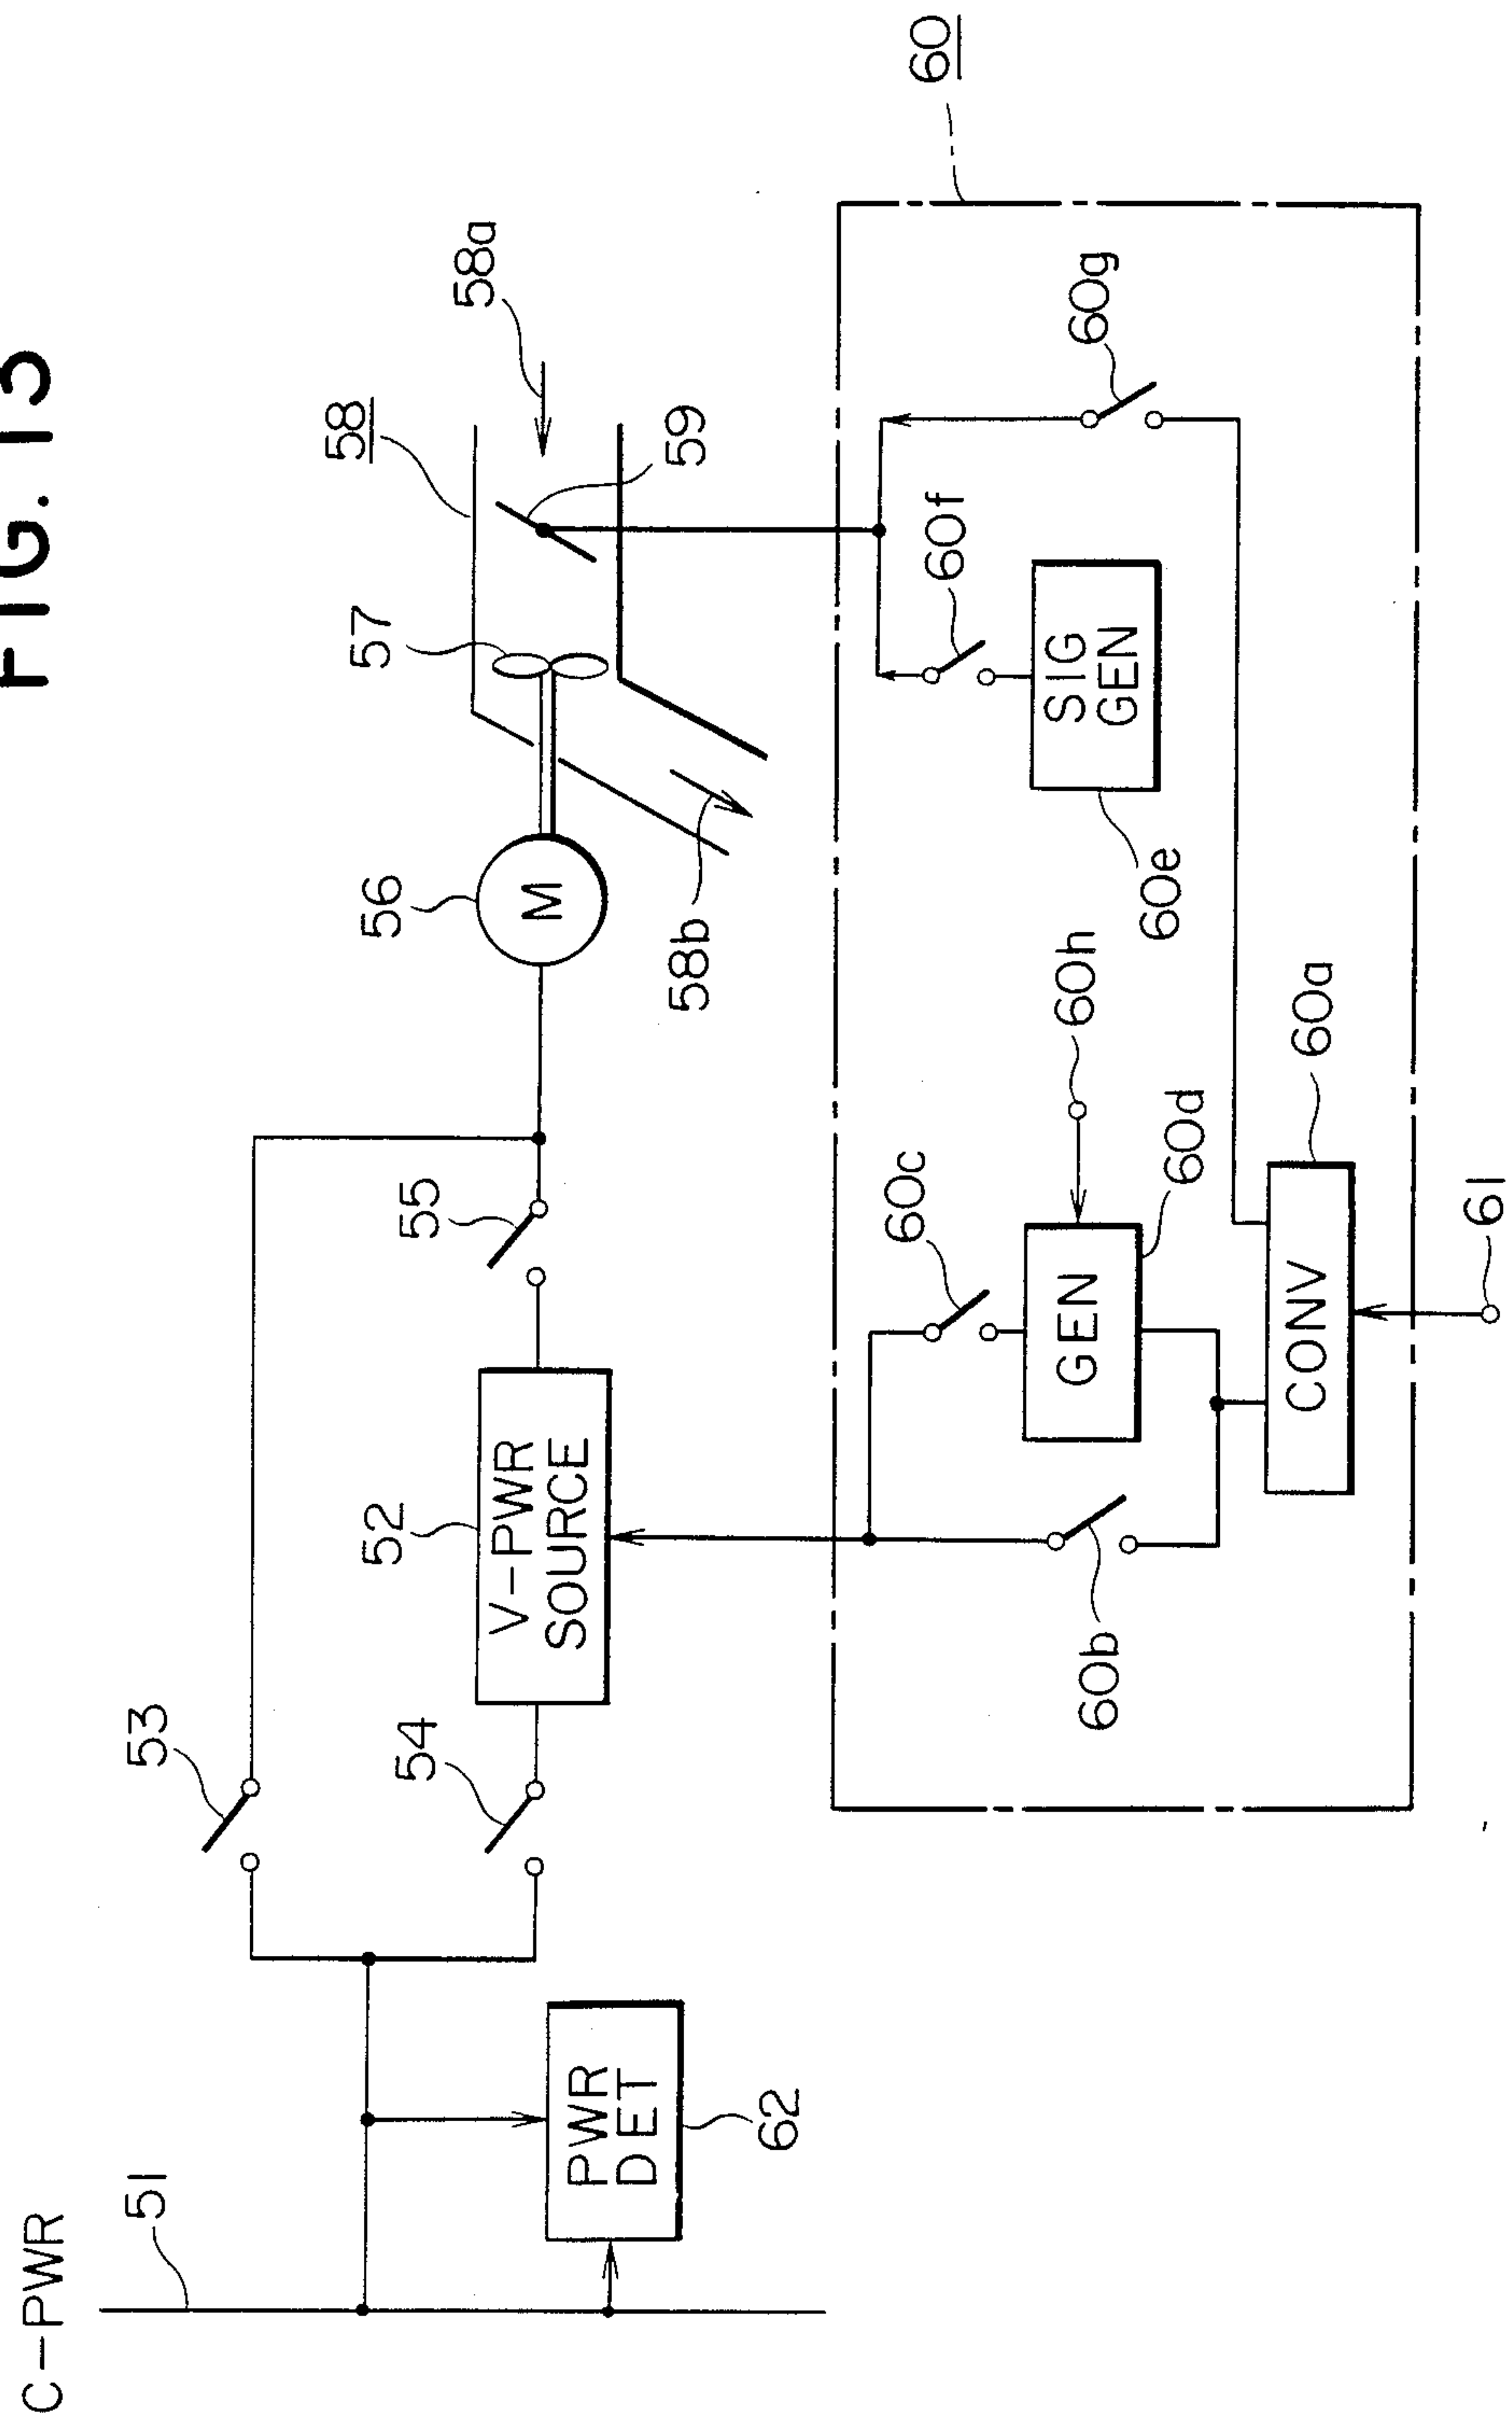 FIG.
C-PWR
51
53
58
57
56
52
54
55
58a
V-PWR
SOURCE
M
PWR
DET
59
58b
62
60
60c
60f
60h
60g
SIG
GEN
GEN
60b
60d
60e
CONV
60a
61